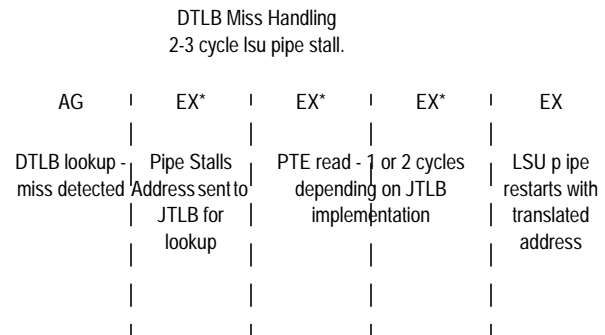 DTLB Miss Handling
2-3 cycle lsu pipe stall.
AG EX* EX* EX* EX
DTLB lookup - miss detected
Pipe Stalls
Address sent to
JTLB for
lookup
PTE read - 1 or 2 cycles
depending on JTLB
implementation
LSU p ipe
restarts with
translated
address